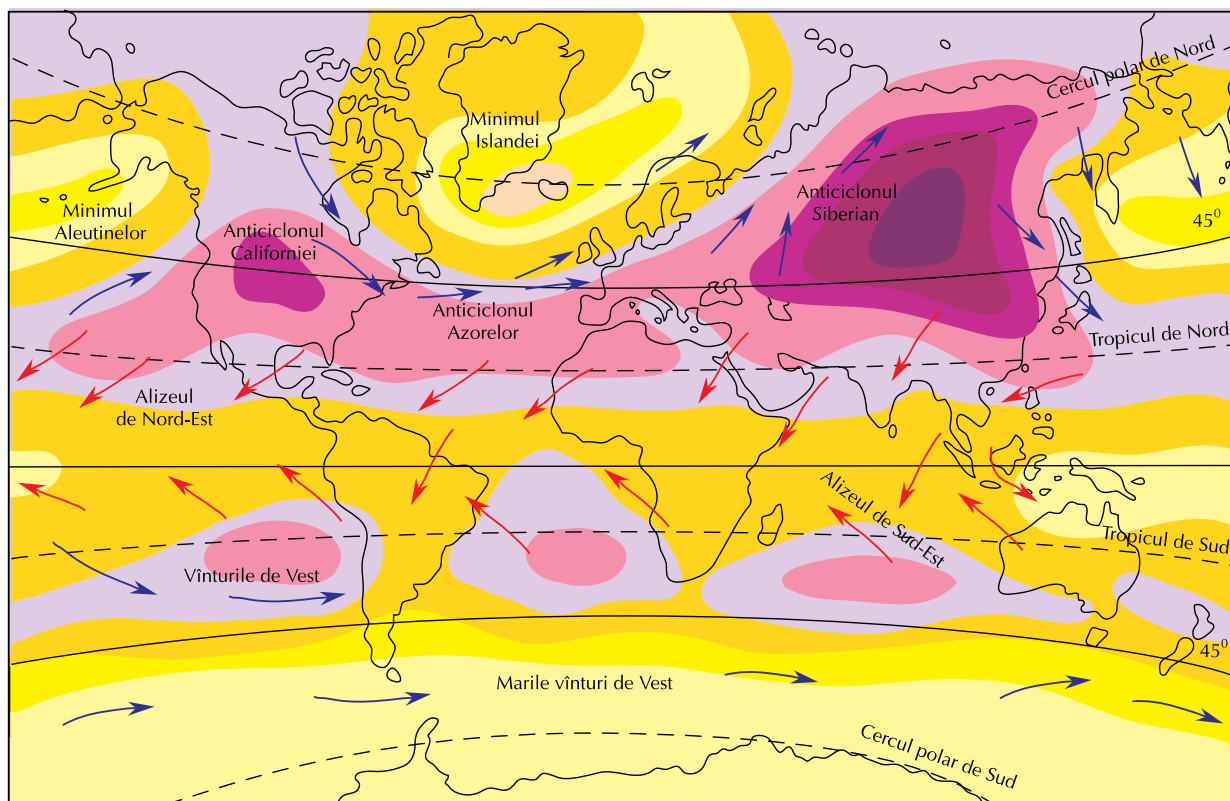 Cercul polar de Nord
Minimul
Islandei
Minimul
Aleutinelor
Anticiclonul
Californiei
Anticiclonul
Siberian
45⁰
Anticiclonul
Azorelor
Tropicul de Nord
Alizeul
de Nord-Est
Alizeul de Sud-Est
Tropicul de Sud
Vînturile de Vest
45⁰
Marile vînturi de Vest
Cercul polar de Sud